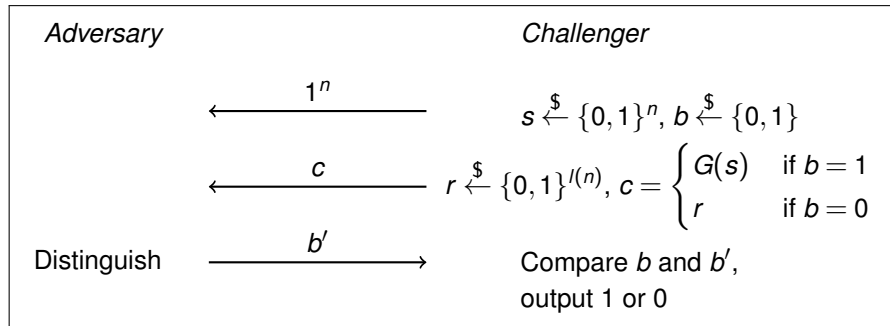 Adversary Challenger
1ⁿ
s ←$ {0, 1}ⁿ, b ←$ {0, 1}
c
r ←$ {0, 1}^{l(n)}, c = { G(s) if b = 1
r if b = 0
b′
Distinguish Compare b and b′,
output 1 or 0